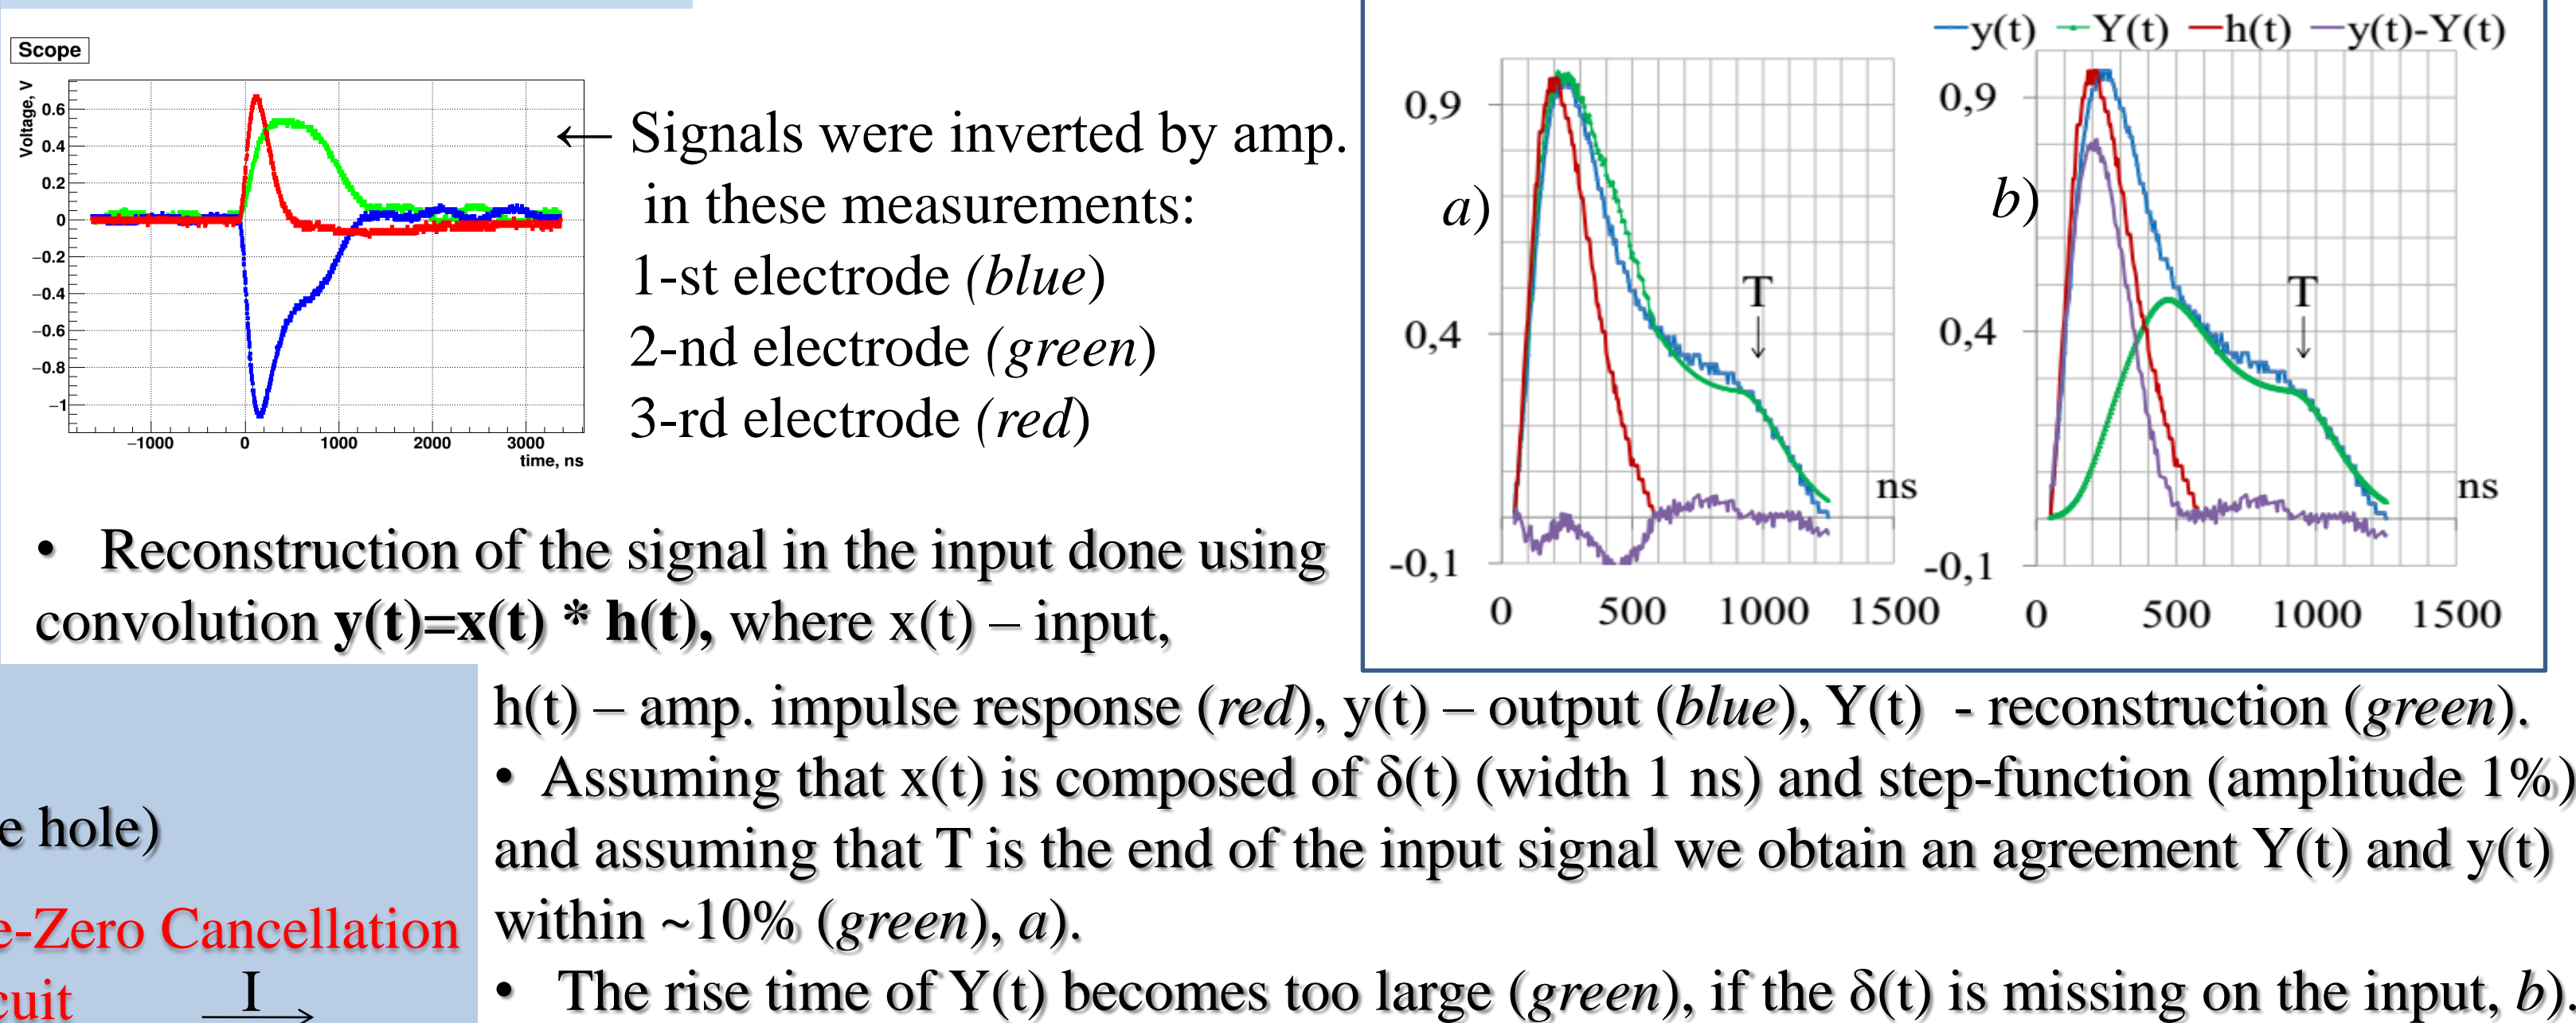 Scope
Voltage, V
0.6
0.4
0.2
0
−0.2
−0.4
−0.6
−0.8
−1
−1000 0 1000 2000 3000
time, ns
← Signals were inverted by amp.
in these measurements:
1-st electrode (blue)
2-nd electrode (green)
3-rd electrode (red)
y(t) Y(t) h(t) y(t)-Y(t)
a)
0,9
0,4
-0,1
T
↓
ns
0 500 1000 1500
b)
0,9
0,4
-0,1
T
↓
ns
0 500 1000 1500
• Reconstruction of the signal in the input done using
convolution y(t)=x(t) * h(t), where x(t) – input,
h(t) – amp. impulse response (red), y(t) – output (blue), Y(t) - reconstruction (green).
• Assuming that x(t) is composed of δ(t) (width 1 ns) and step-function (amplitude 1%)
and assuming that T is the end of the input signal we obtain an agreement Y(t) and y(t)
within ~10% (green), a).
• The rise time of Y(t) becomes too large (green), if the δ(t) is missing on the input, b).
e hole)
e-Zero Cancellation
cuit
I